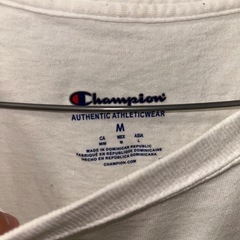 Champion
AUTHENTIC ATHLETICWEAR
M
CA MEX ASIA
M/M M L
MADE IN DOMINICAN REPUBLIC
FABRIQUÉ EN RÉPUBLIQUE DOMINICAINE
HECHO EN REPÚBLICA DOMINICANA
CHAMPION.COM